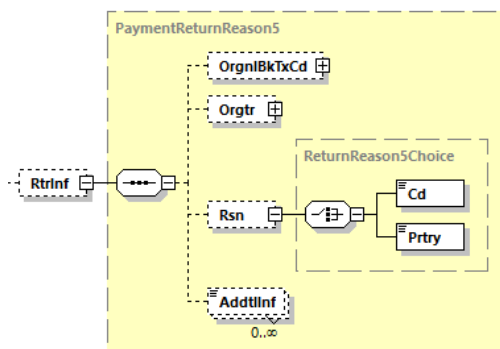 PaymentReturnReason5
OrgnlBkTxCd
Orgtr
ReturnReason5Choice
RtrInf
Rsn
Cd
Prtry
AddtlInf
0..∞